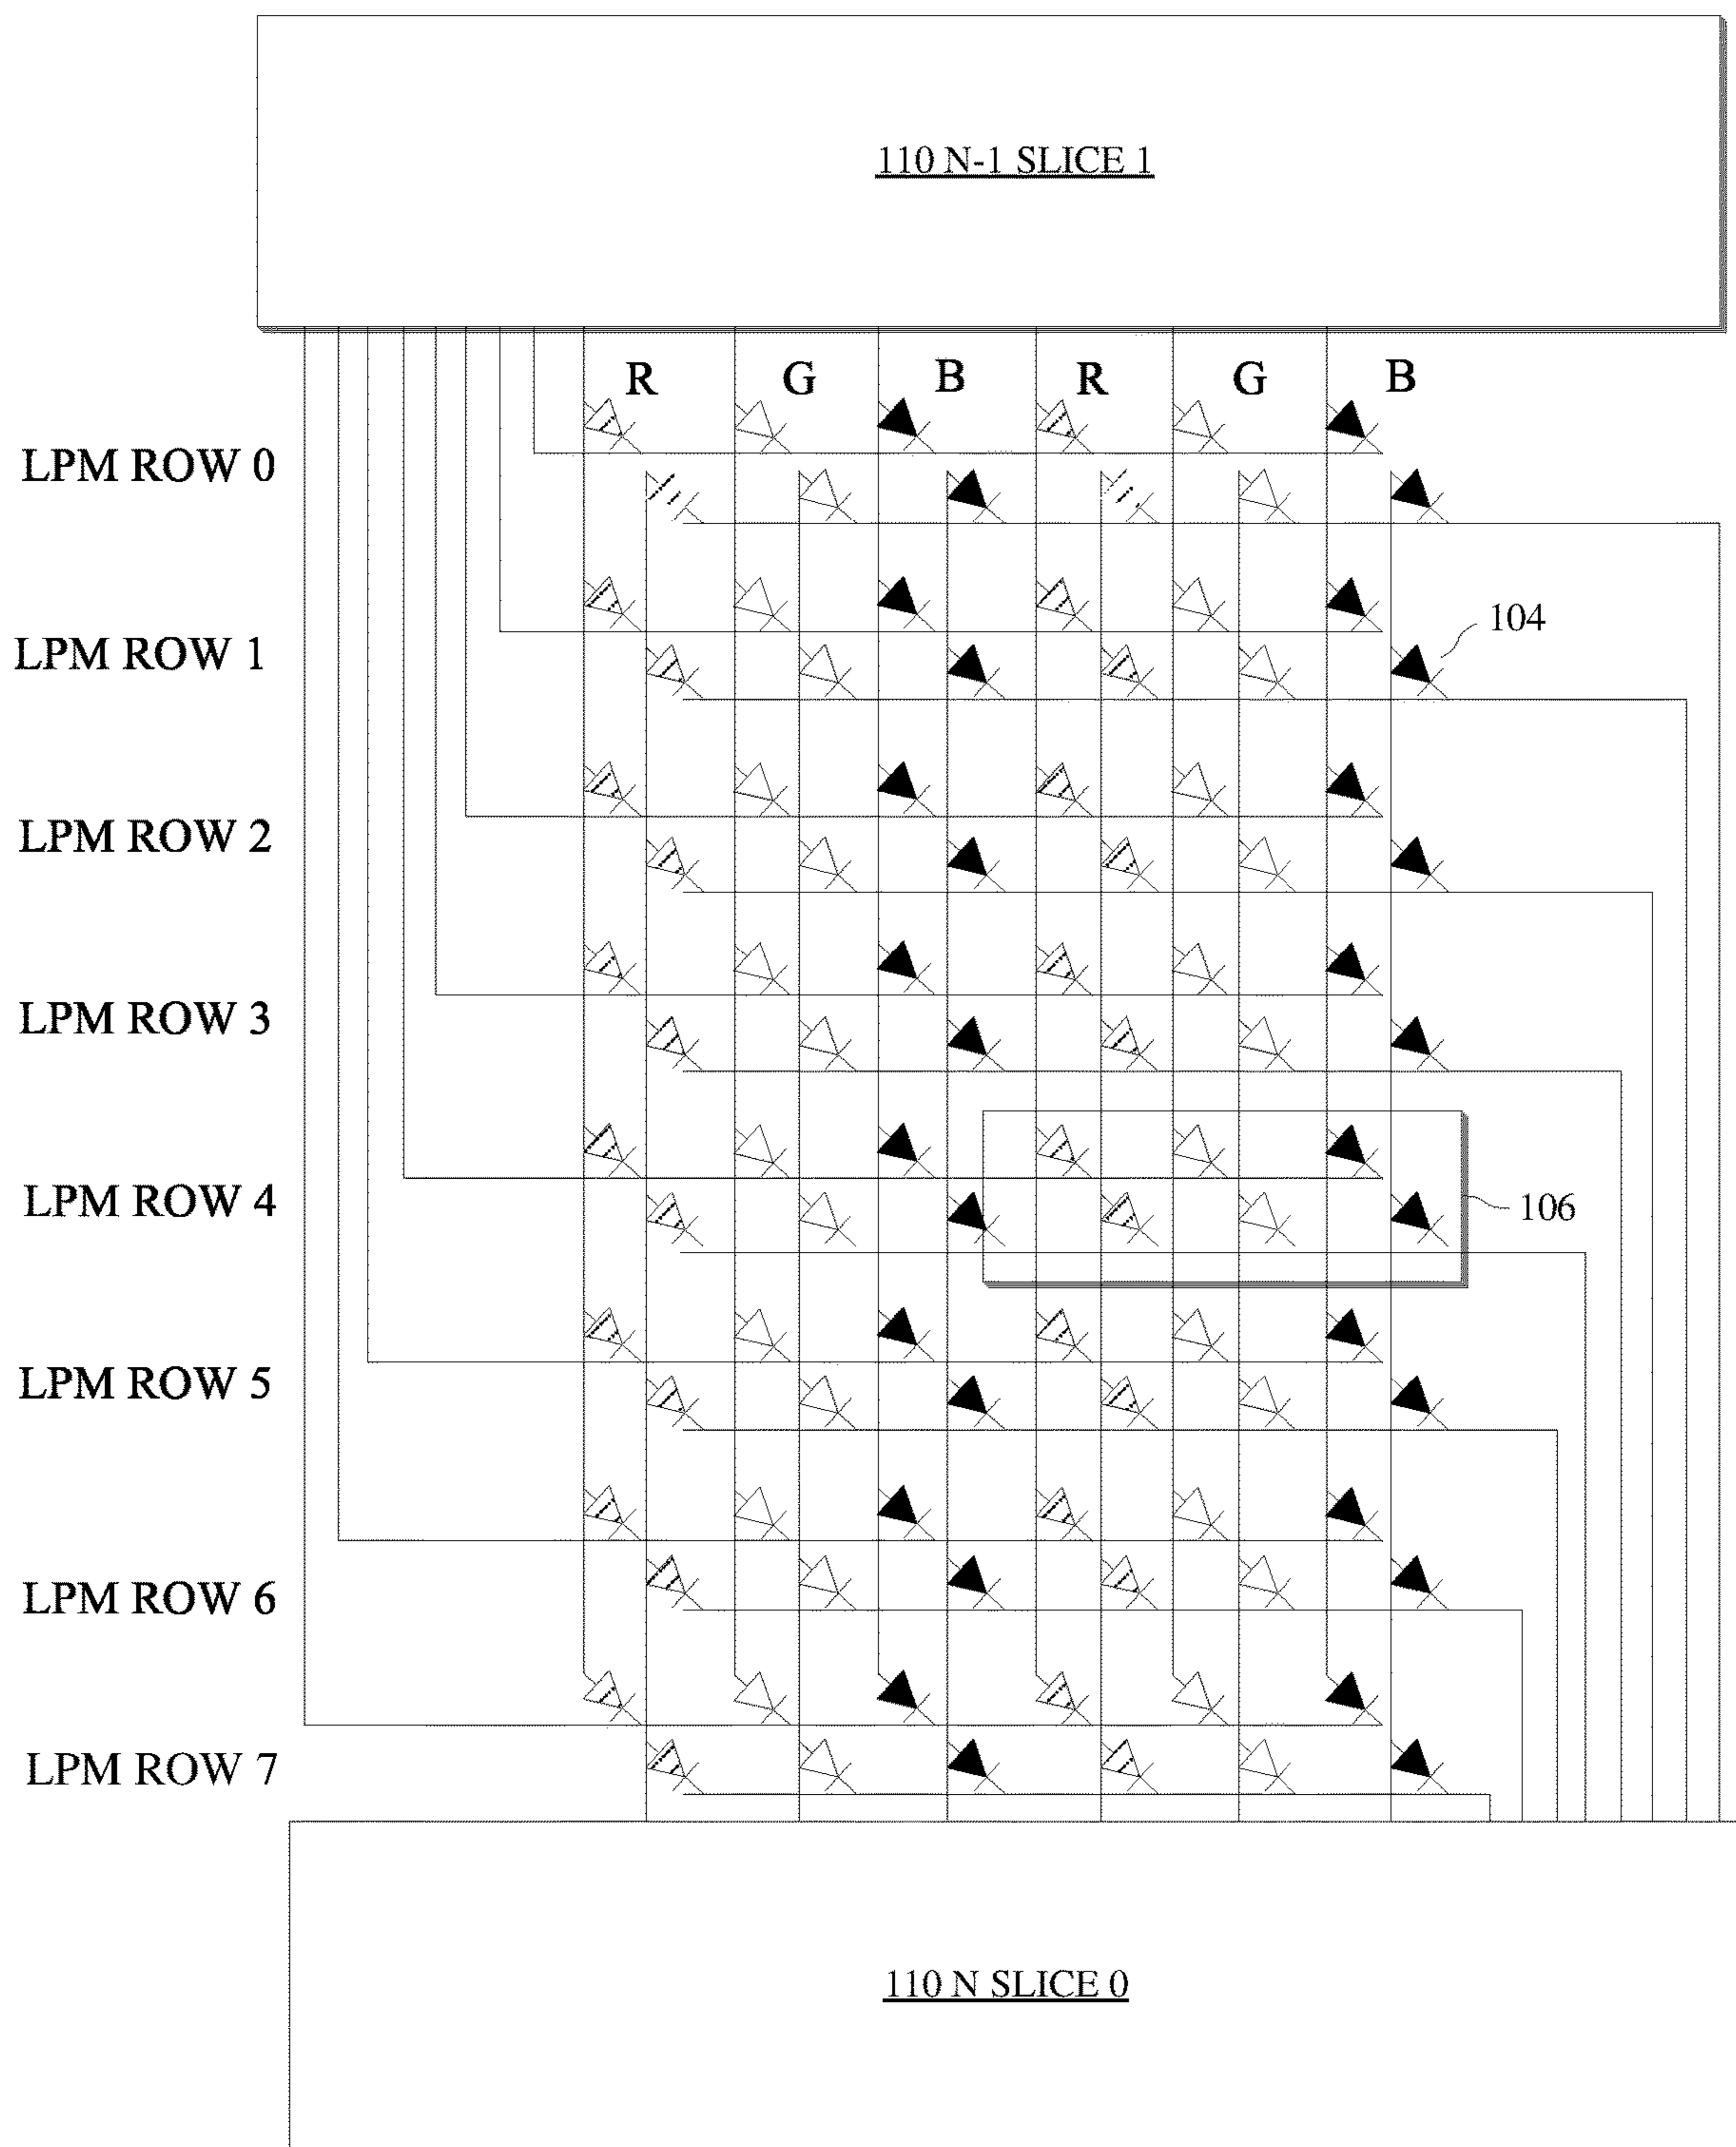 110 N-1 SLICE 1
R G B R G B
LPM ROW 0
LPM ROW 1
104
LPM ROW 2
LPM ROW 3
LPM ROW 4
106
LPM ROW 5
LPM ROW 6
LPM ROW 7
110 N SLICE 0